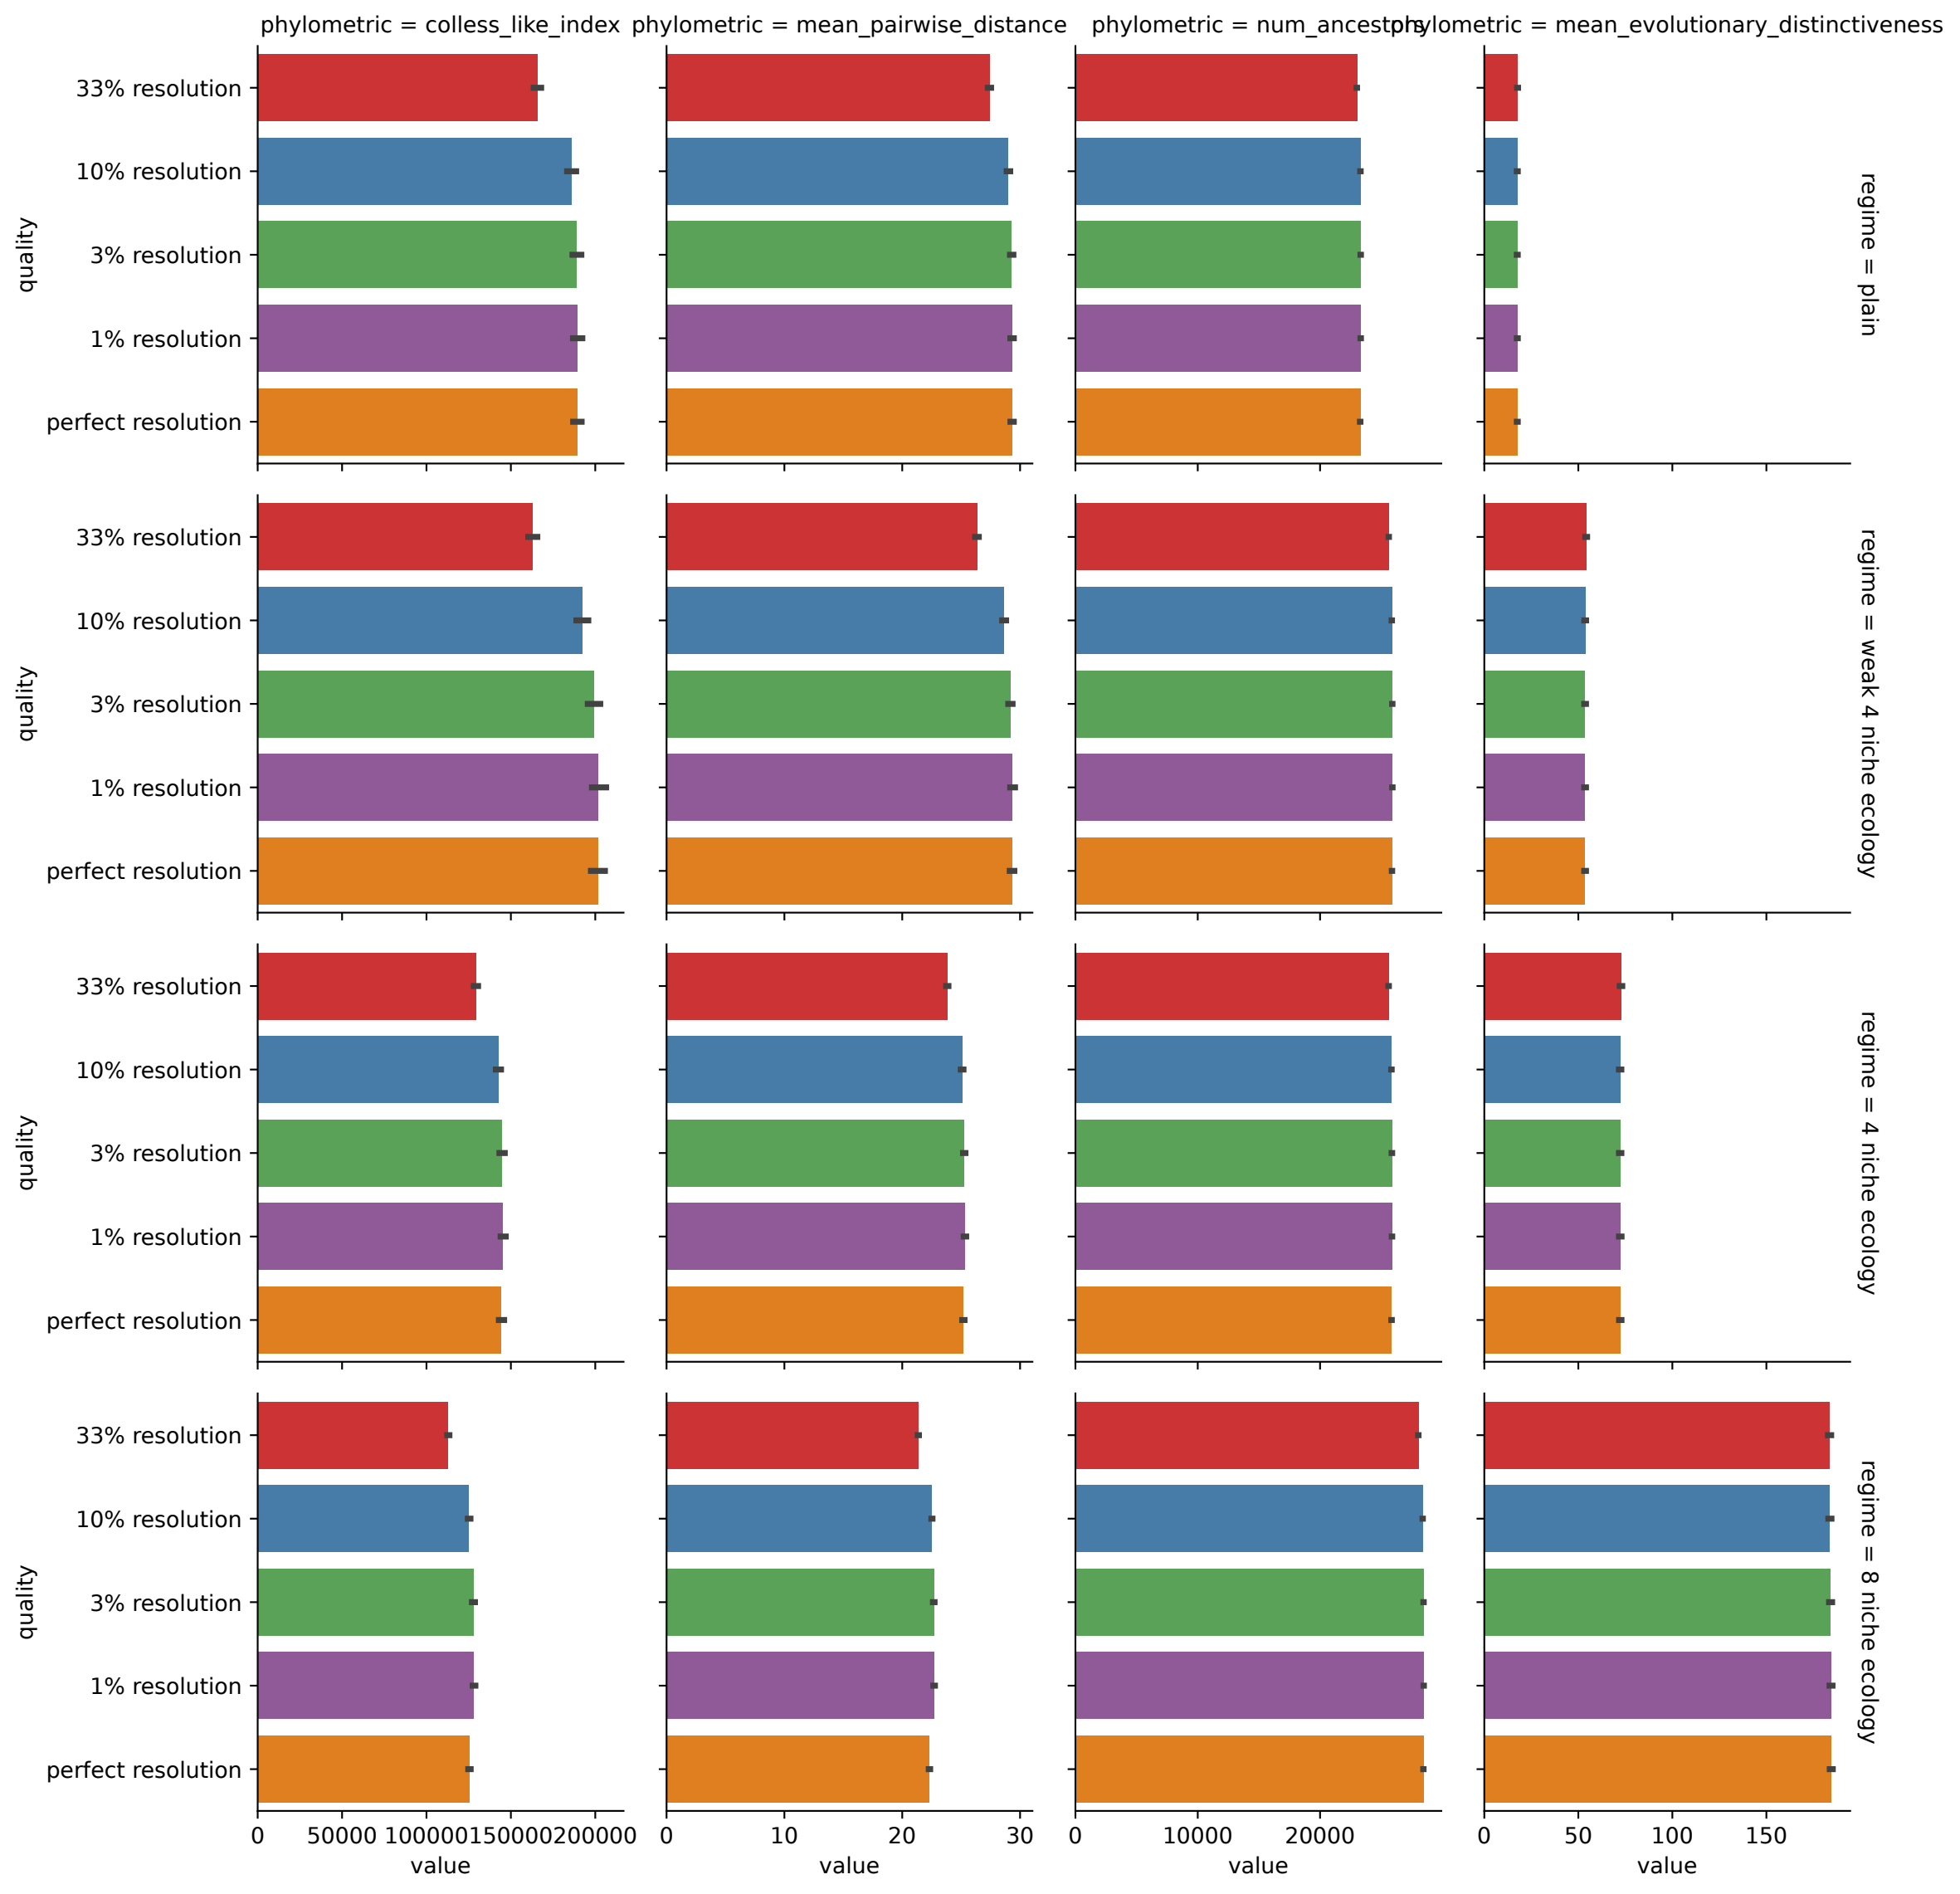 phylometric = colless_like_index
phylometric = mean_pairwise_distance
phylometric = num_ancestors
phylometric = mean_evolutionary_distinctiveness
quality
33% resolution
10% resolution
3% resolution
1% resolution
perfect resolution
regime = plain
quality
33% resolution
10% resolution
3% resolution
1% resolution
perfect resolution
regime = weak 4 niche ecology
quality
33% resolution
10% resolution
3% resolution
1% resolution
perfect resolution
regime = 4 niche ecology
quality
33% resolution
10% resolution
3% resolution
1% resolution
perfect resolution
regime = 8 niche ecology
0 50000 100000 150000 200000
value
0 10 20 30
value
0 10000 20000
value
0 50 100 150
value